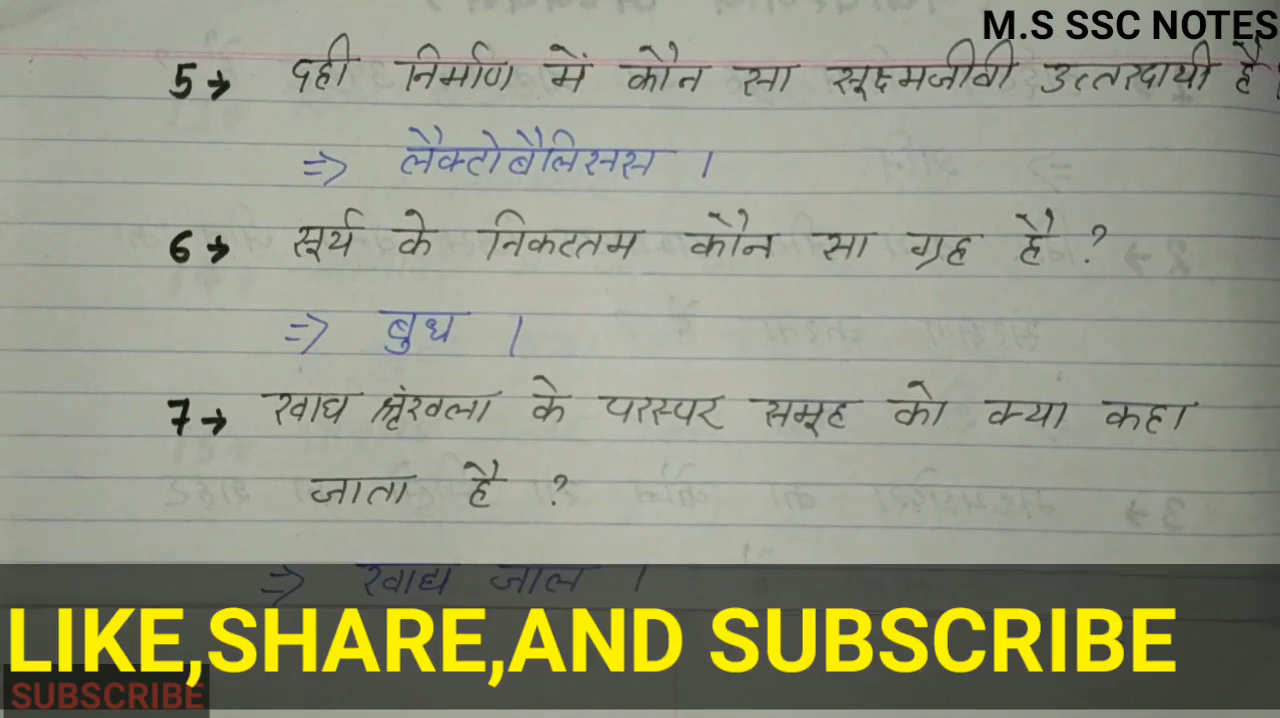 M.S SSC NOTES
5→ दही निर्माण में कौन सा सूक्ष्मजीवी उत्तरदायी है
⇒ लैक्टोबैलिसस ।
6→ सूर्य के निकटतम कौन सा ग्रह है ?
⇒ बुध ।
7→ खाद्य श्रृंखला के परस्पर समूह को क्या कहा
जाता है ?
⇒ खाद्य जाल ।
LIKE,SHARE,AND SUBSCRIBE
SUBSCRIBE